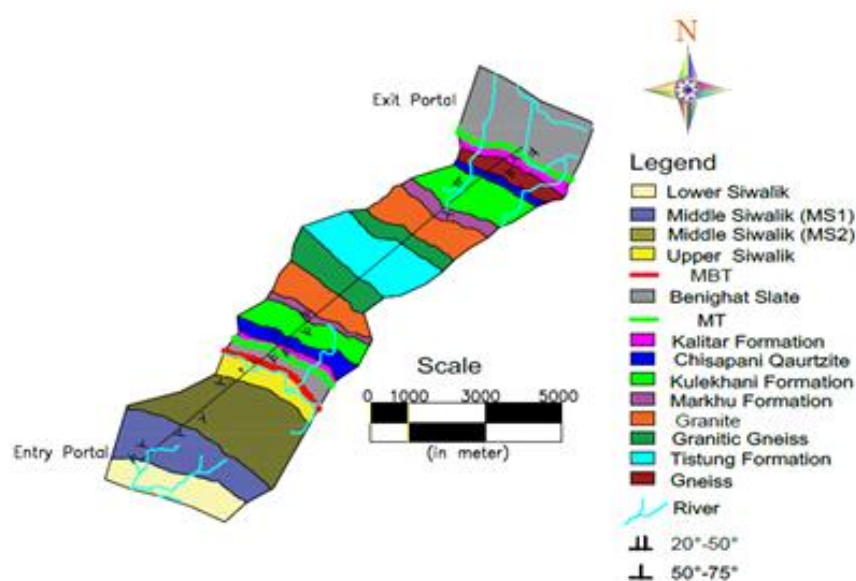 N
Exit Portal
Entry Portal
Scale
0 1000 3000 5000
(in meter)
Legend
Lower Siwalik
Middle Siwalik (MS1)
Middle Siwalik (MS2)
Upper Siwalik
MBT
Benighat Slate
MT
Kalitar Formation
Chisapani Qaurtzite
Kulekhani Formation
Markhu Formation
Granite
Granitic Gneiss
Tistung Formation
Gneiss
River
20°-50°
50°-75°